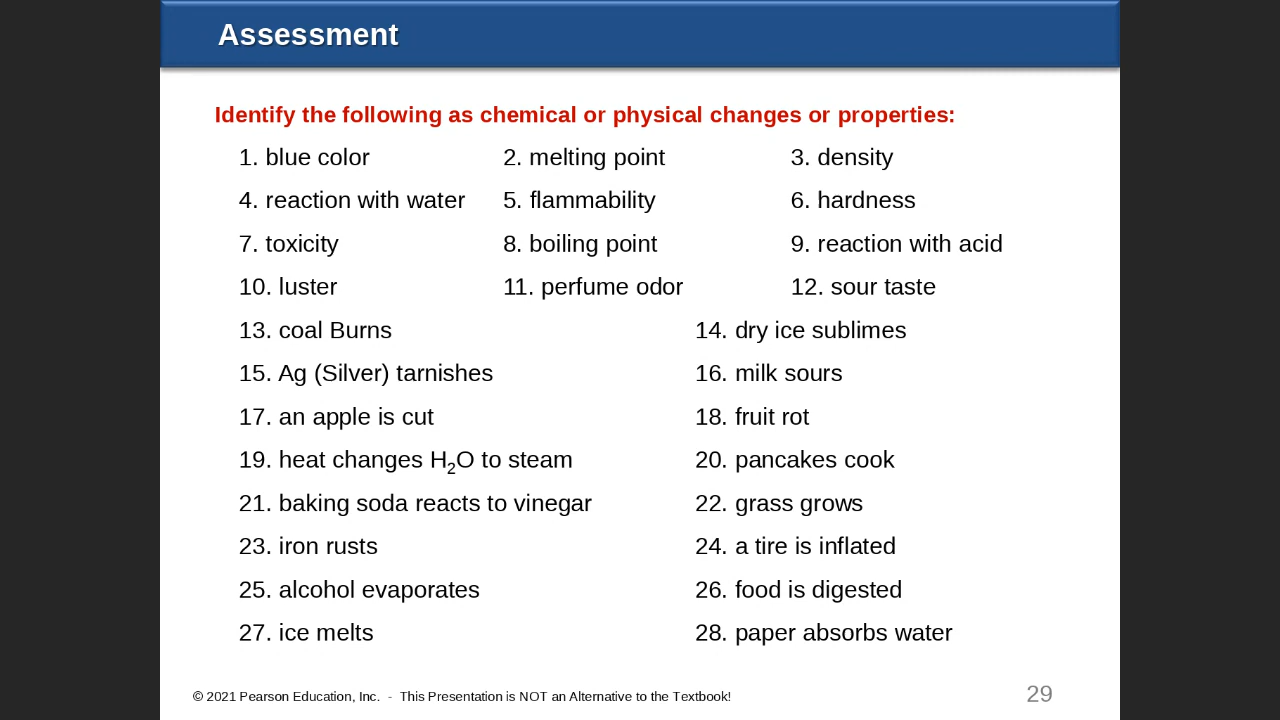 Assessment
Identify the following as chemical or physical changes or properties:
1. blue color 2. melting point 3. density
4. reaction with water 5. flammability 6. hardness
7. toxicity 8. boiling point 9. reaction with acid
10. luster 11. perfume odor 12. sour taste
13. coal Burns 14. dry ice sublimes
15. Ag (Silver) tarnishes 16. milk sours
17. an apple is cut 18. fruit rot
19. heat changes H₂O to steam 20. pancakes cook
21. baking soda reacts to vinegar 22. grass grows
23. iron rusts 24. a tire is inflated
25. alcohol evaporates 26. food is digested
27. ice melts 28. paper absorbs water
© 2021 Pearson Education, Inc. - This Presentation is NOT an Alternative to the Textbook! 29